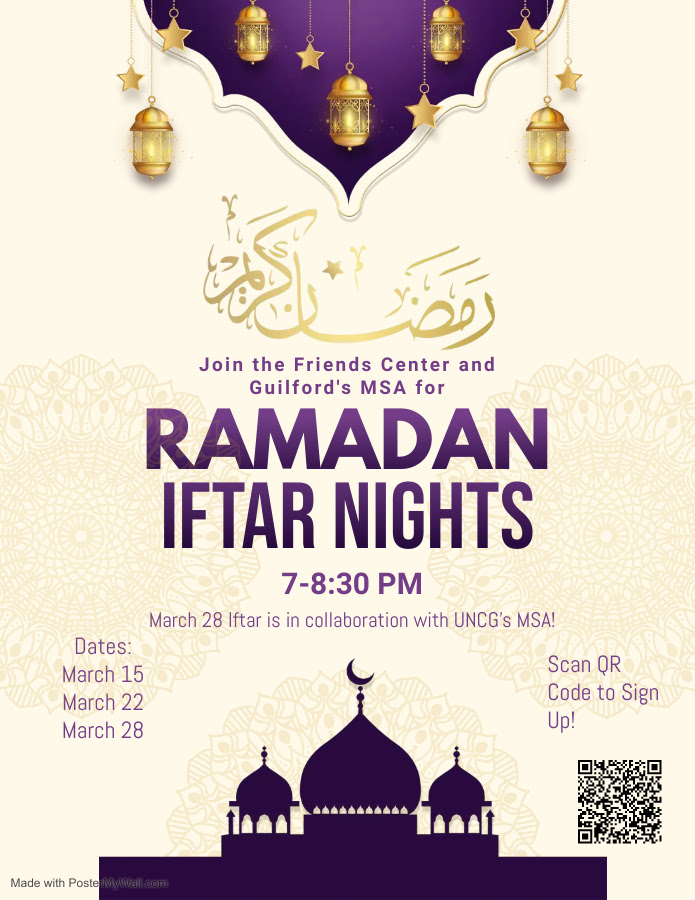 رمضان كريم
Join the Friends Center and
Guilford's MSA for
RAMADAN
IFTAR NIGHTS
7-8:30 PM
March 28 Iftar is in collaboration with UNCG's MSA!
Dates:
March 15
March 22
March 28
Scan QR
Code to Sign
Up!
Made with PosterMyWall.com